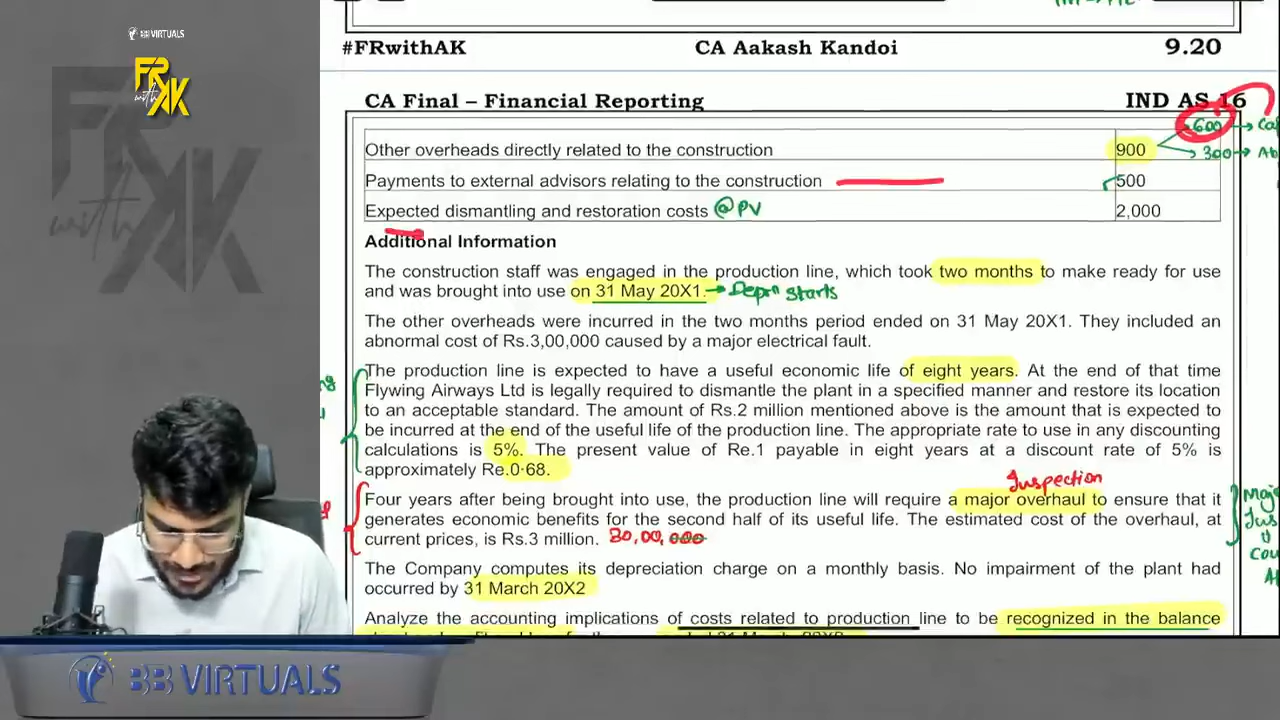 BB VIRTUALS
FR
with AK
#FRwithAK CA Aakash Kandoi 9.20
CA Final – Financial Reporting IND AS 16
600 →
Other overheads directly related to the construction 900
300 →
Payments to external advisors relating to the construction 500
Expected dismantling and restoration costs @PV 2,000
Additional Information
The construction staff was engaged in the production line, which took two months to make ready for use
and was brought into use on 31 May 20X1. → Deprn starts
The other overheads were incurred in the two months period ended on 31 May 20X1. They included an
abnormal cost of Rs.3,00,000 caused by a major electrical fault.
The production line is expected to have a useful economic life of eight years. At the end of that time
Flywing Airways Ltd is legally required to dismantle the plant in a specified manner and restore its location
to an acceptable standard. The amount of Rs.2 million mentioned above is the amount that is expected to
be incurred at the end of the useful life of the production line. The appropriate rate to use in any discounting
calculations is 5%. The present value of Re.1 payable in eight years at a discount rate of 5% is
approximately Re.0·68.
Inspection
Four years after being brought into use, the production line will require a major overhaul to ensure that it
generates economic benefits for the second half of its useful life. The estimated cost of the overhaul, at
current prices, is Rs.3 million. 30,00,000
The Company computes its depreciation charge on a monthly basis. No impairment of the plant had
occurred by 31 March 20X2
Analyze the accounting implications of costs related to production line to be recognized in the balance
BB VIRTUALS